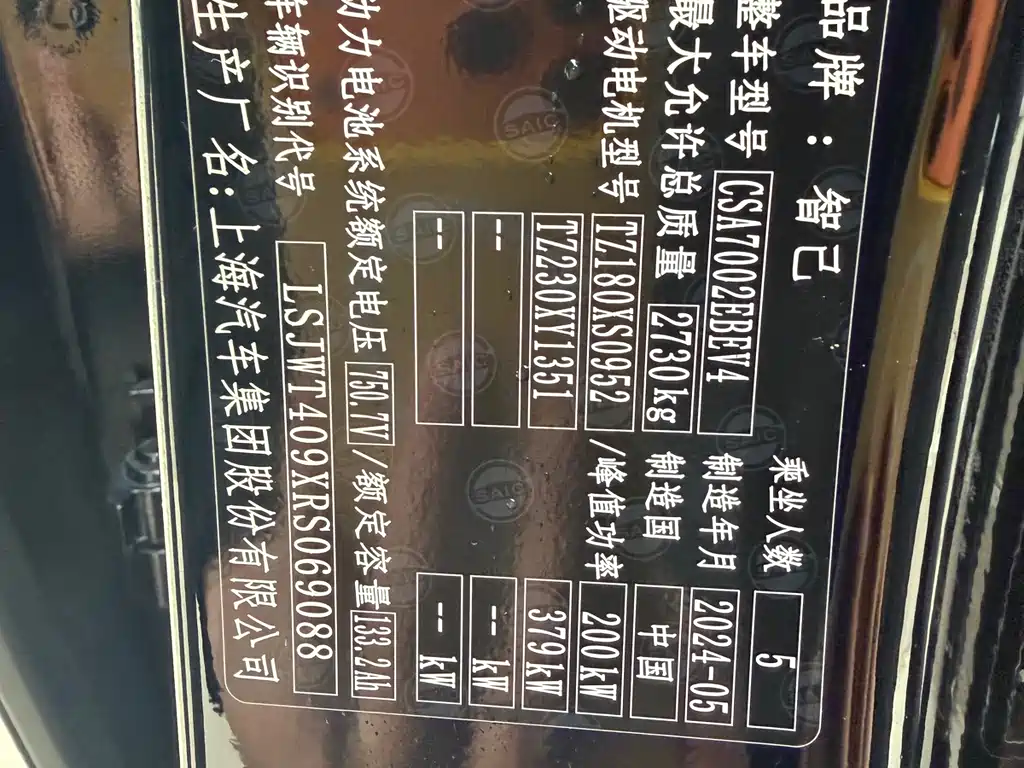 品牌：智己
乘坐人数 5
整车型号 CSA7002EBEV4 制造年月 2024-05
最大允许总质量 2730kg 制造国 中国
驱动电机型号 TZ180XS0952 /峰值功率 200kW
TZ230XY1351 379kW
-- --kW
-- --kW
动力电池系统额定电压 750.7V /额定容量 133.2Ah
车辆识别代号 LSJWT409XRS069088
生产厂名:上海汽车集团股份有限公司
SAIC
SAIC
SAIC
SAIC